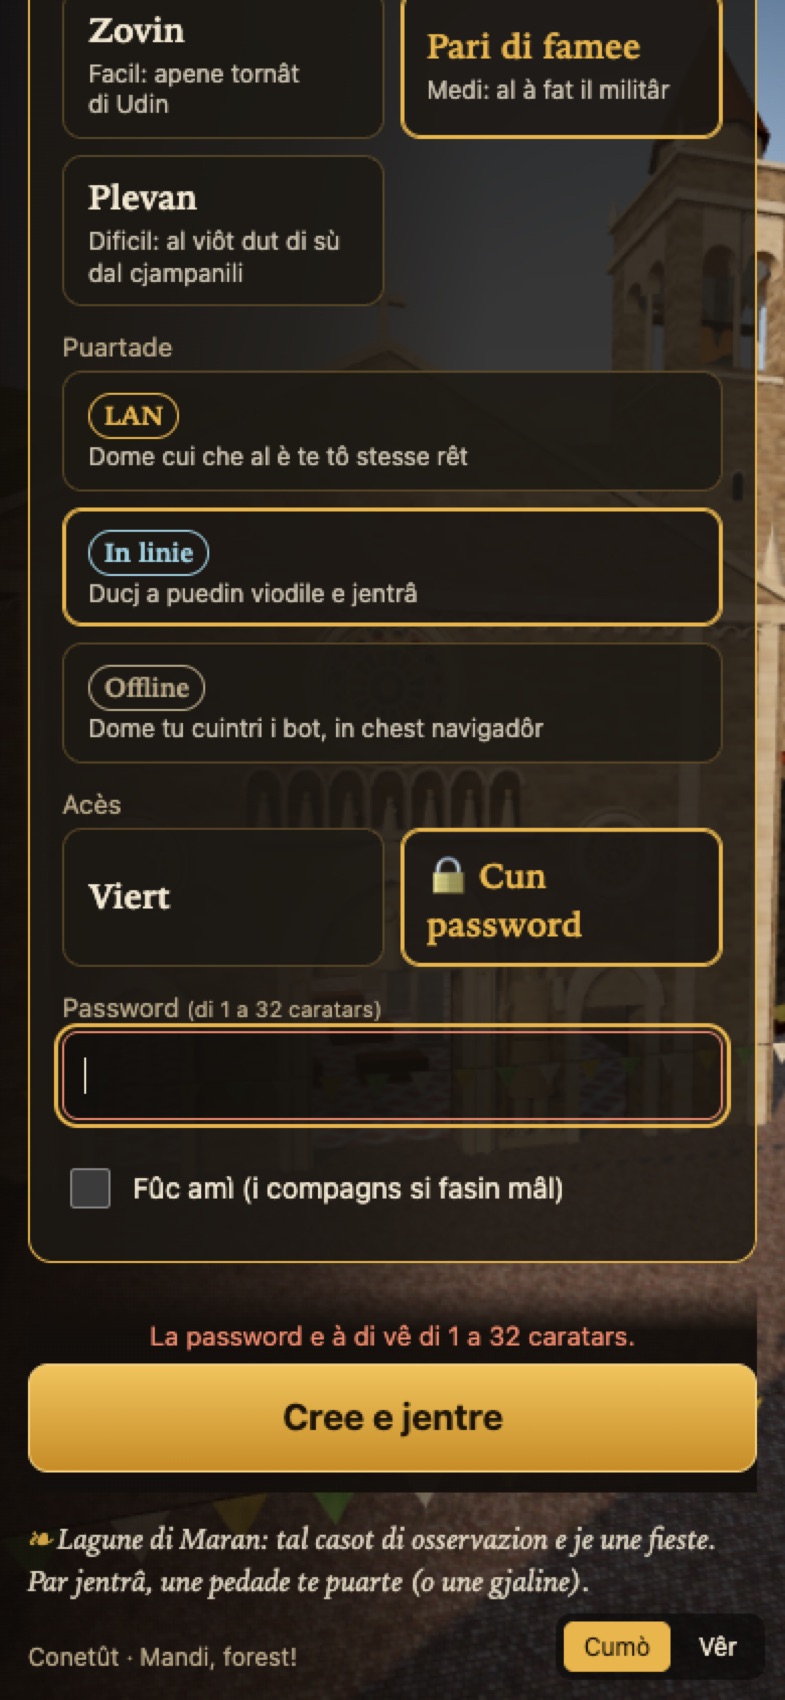 Zovin
Facil: apene tornât
di Udin
Pari di famee
Medi: al à fat il militâr
Plevan
Dificil: al viôt dut di sù
dal cjampanili
Puartade
LAN
Dome cui che al è te tô stesse rêt
In linie
Ducj a puedin viodile e jentrâ
Offline
Dome tu cuintri i bot, in chest navigadôr
Acès
Viert
Cun
password
Password (di 1 a 32 caratars)
Fûc amì (i compagns si fasin mâl)
La password e à di vê di 1 a 32 caratars.
Cree e jentre
Lagune di Maran: tal casot di osservazion e je une fieste.
Par jentrâ, une pedade te puarte (o une gjaline).
Conetût · Mandi, forest!
Cumò
Vêr